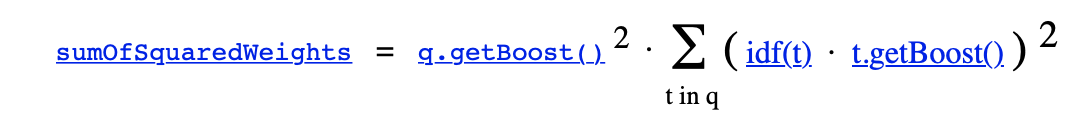 sumOfSquaredWeights = q.getBoost() 2 · ∑ ( idf(t) · t.getBoost() ) 2
t in q